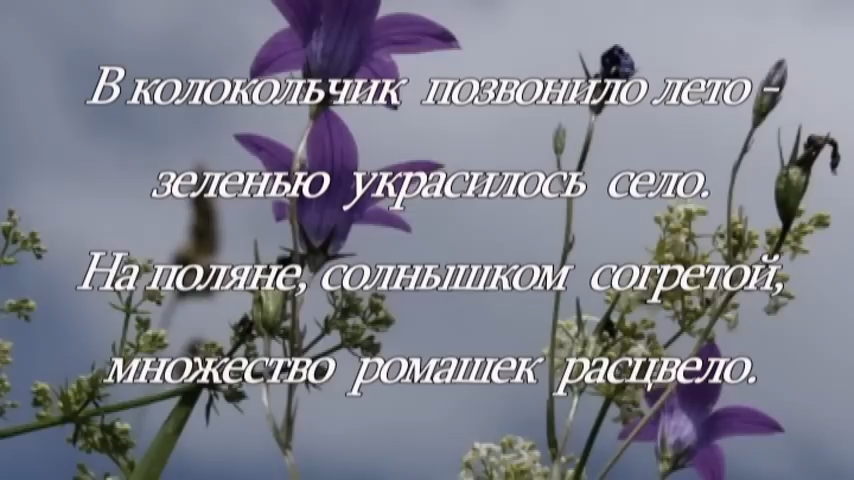 В колокольчик позвонило лето -
зеленью украсилось село.
На поляне, солнышком согретой,
множество ромашек расцвело.